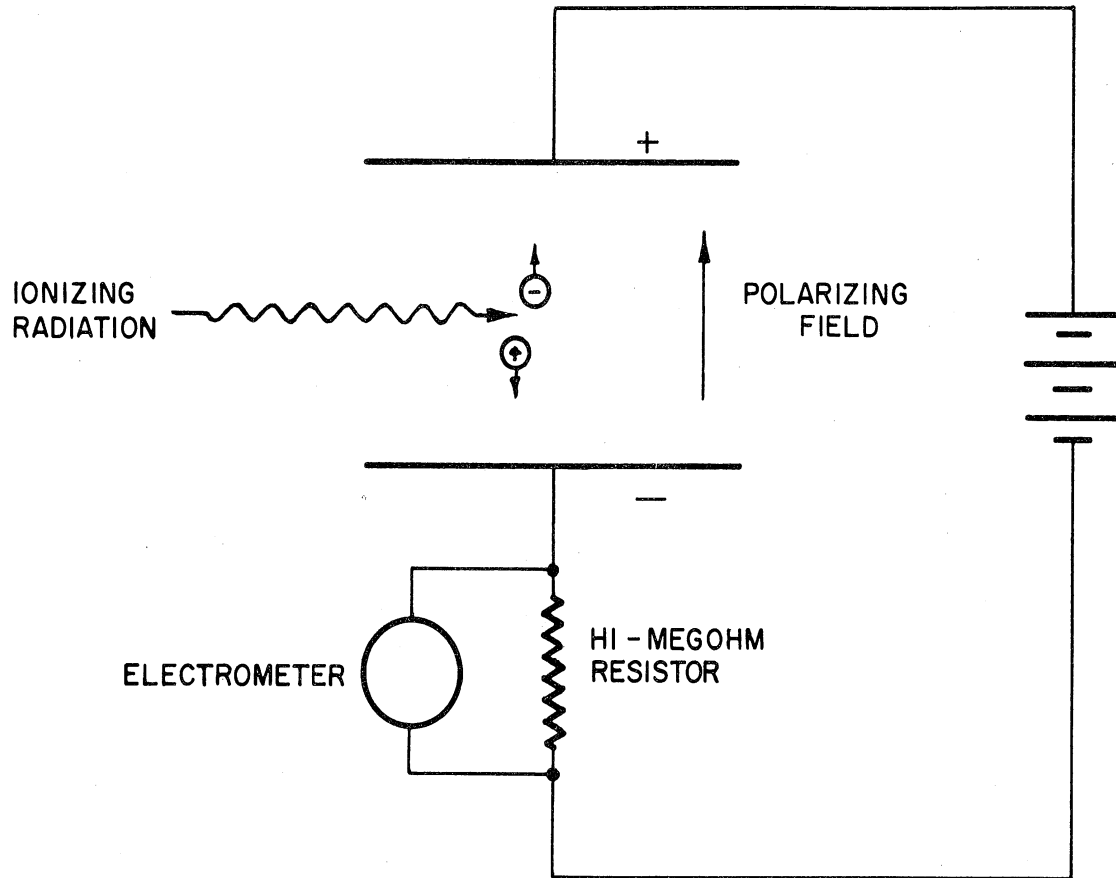 +
IONIZING
RADIATION
−
POLARIZING
FIELD
−
HI-MEGOHM
RESISTOR
ELECTROMETER